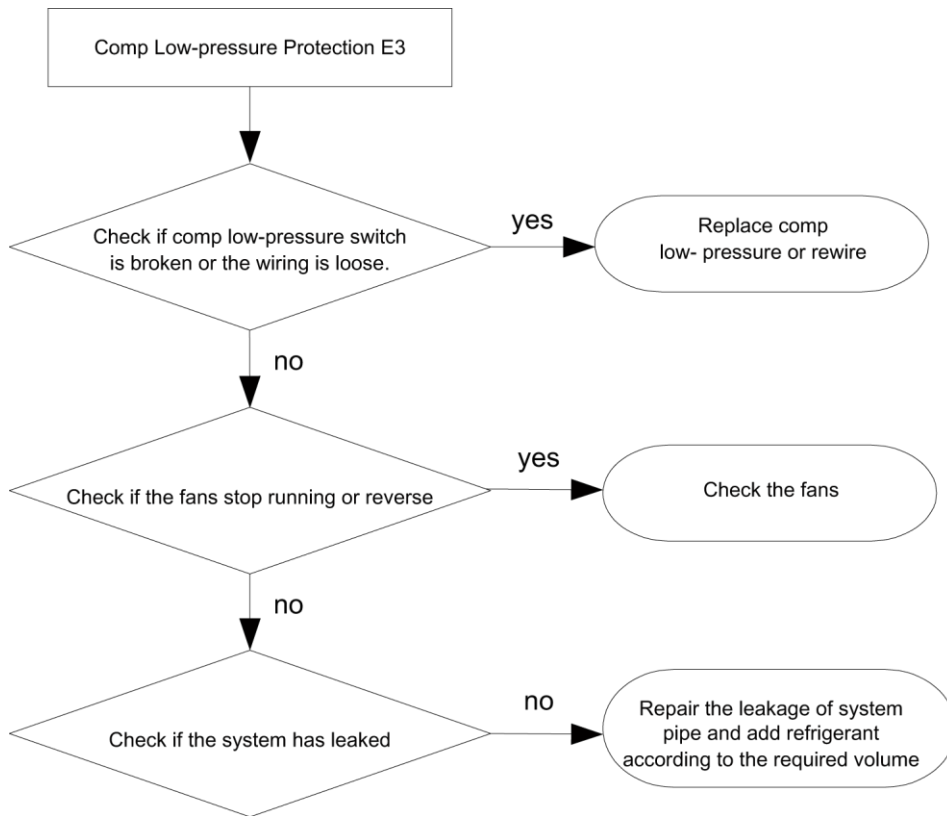 Comp Low-pressure Protection E3
Check if comp low-pressure switch
is broken or the wiring is loose.
yes
Replace comp
low- pressure or rewire
no
Check if the fans stop running or reverse
yes
Check the fans
no
Check if the system has leaked
no
Repair the leakage of system
pipe and add refrigerant
according to the required volume